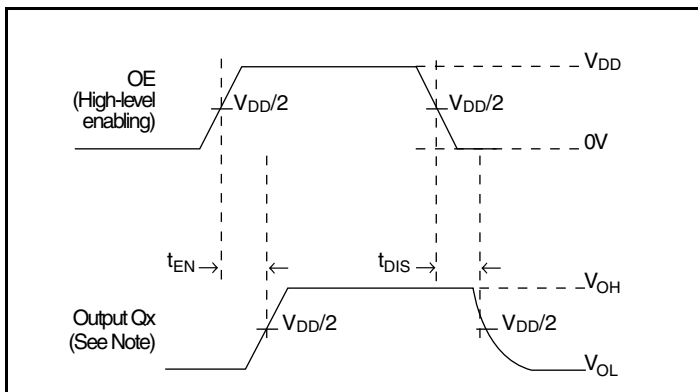 OE
(High-level
enabling)
VDD/2
VDD/2
VDD
0V
tEN
tDIS
Output Qx
(See Note)
VDD/2
VDD/2
VOH
VOL